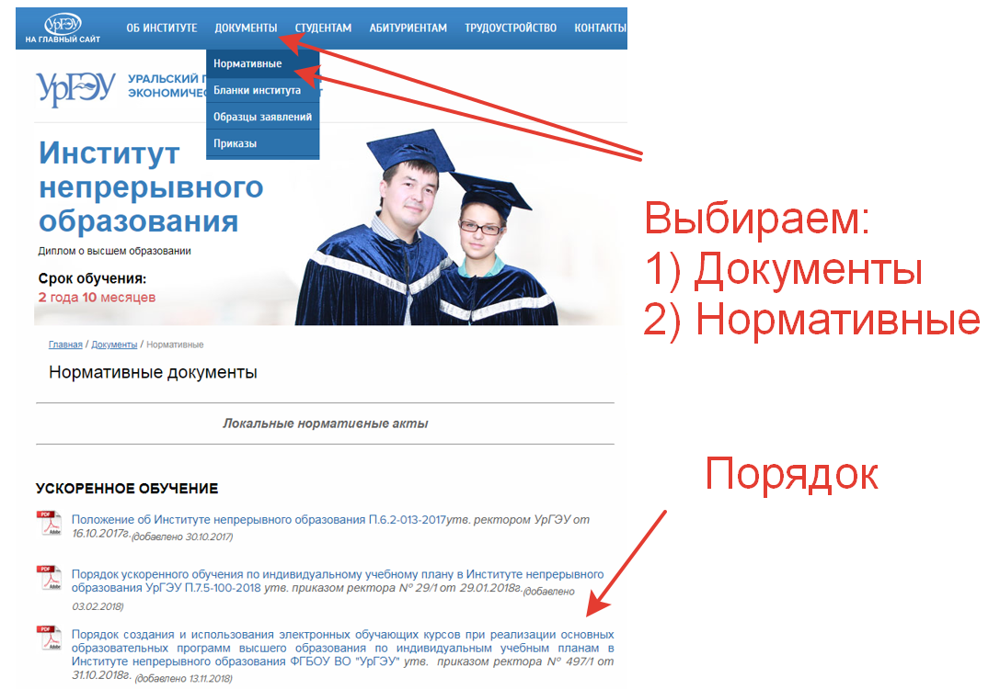 УрГЭУ
НА ГЛАВНЫЙ САЙТ
ОБ ИНСТИТУТЕ ДОКУМЕНТЫ СТУДЕНТАМ АБИТУРИЕНТАМ ТРУДОУСТРОЙСТВО КОНТАКТЫ
Нормативные
Бланки института
Образцы заявлений
Приказы
УрГЭУ
УРАЛЬСКИЙ
Институт
непрерывного
образования
Диплом о высшем образовании
Срок обучения:
2 года 10 месяцев
Выбираем:
1) Документы
2) Нормативные
Главная / Документы / Нормативные
Нормативные документы
Локальные нормативные акты
Порядок
УСКОРЕННОЕ ОБУЧЕНИЕ
PDF
Adobe
Положение об Институте непрерывного образования П.6.2-013-2017утв. ректором УрГЭУ от
16.10.2017г.(добавлено 30.10.2017)
PDF
Adobe
Порядок ускоренного обучения по индивидуальному учебному плану в Институте непрерывного
образования УрГЭУ П.7.5-100-2018 утв. приказом ректора № 29/1 от 29.01.2018г.(добавлено
03.02.2018)
PDF
Adobe
Порядок создания и использования электронных обучающих курсов при реализации основных
образовательных программ высшего образования по индивидуальным учебным планам в
Институте непрерывного образования ФГБОУ ВО "УрГЭУ" утв. приказом ректора № 497/1 от
31.10.2018г. (добавлено 13.11.2018)